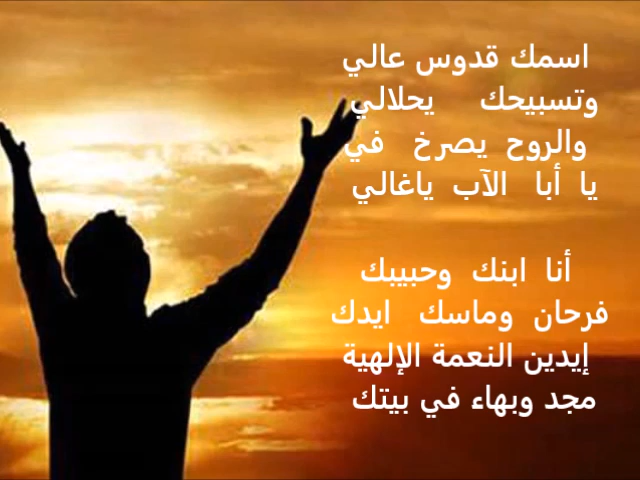 اسمك قدوس عالي
وتسبيحك يحلالي
والروح يصرخ في
يا أبا الآب ياغالي
أنا ابنك وحبيبك
فرحان وماسك ايدك
إيدين النعمة الإلهية
مجد وبهاء في بيتك